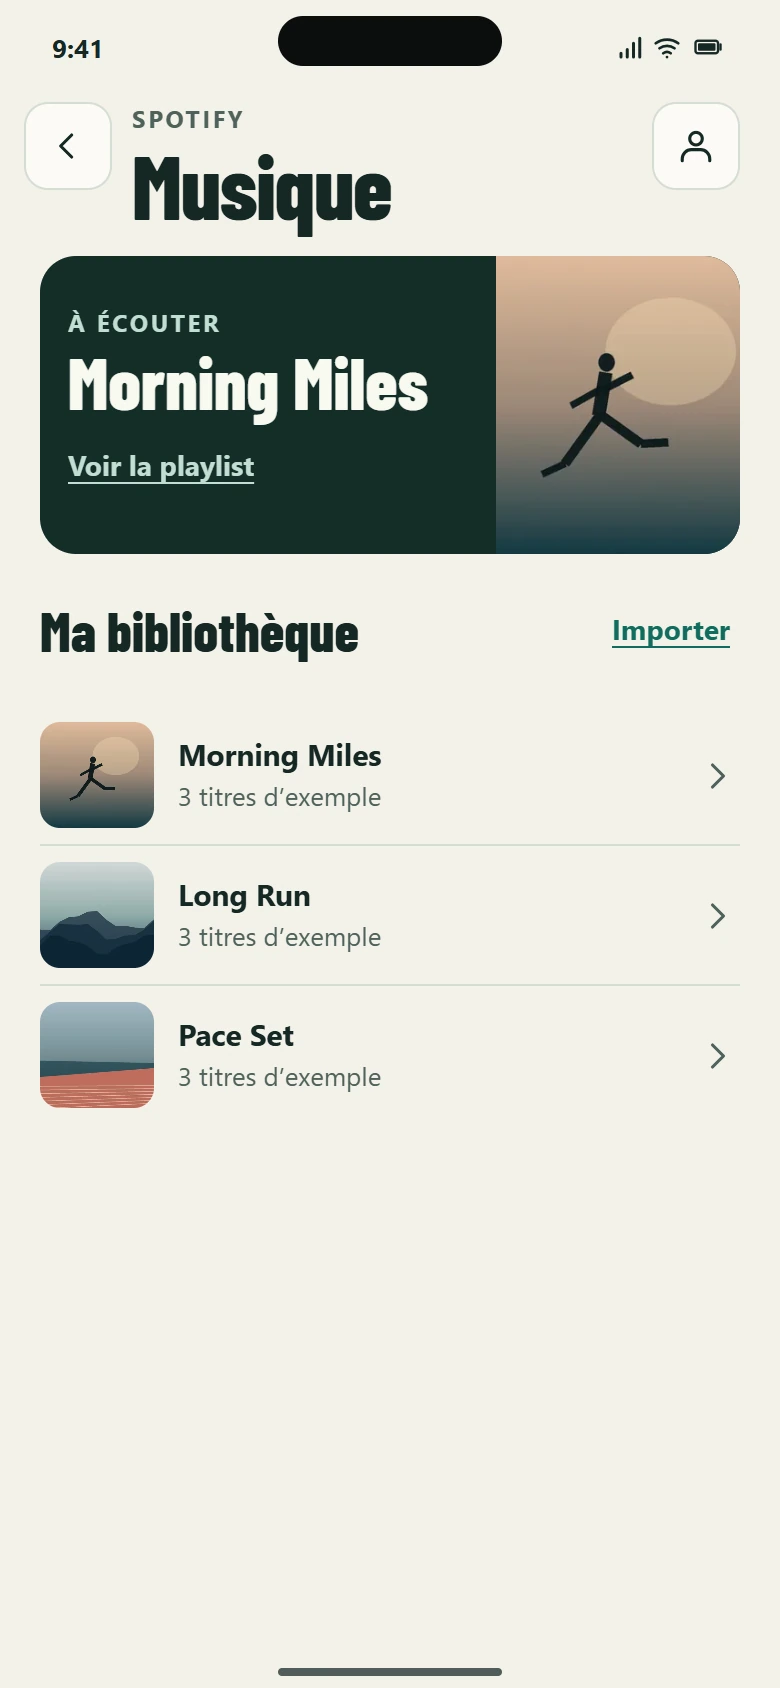 9:41
SPOTIFY
Musique
À ÉCOUTER
Morning Miles
Voir la playlist
Ma bibliothèque
Importer
Morning Miles
3 titres d’exemple
Long Run
3 titres d’exemple
Pace Set
3 titres d’exemple